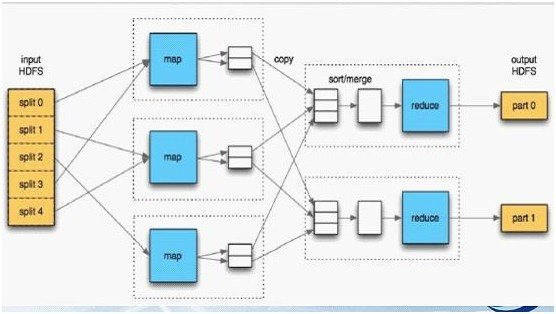 input
HDFS
split 0
split 1
split 2
split 3
split 4
map
map
map
copy
sort/merge
reduce
reduce
output
HDFS
part 0
part 1